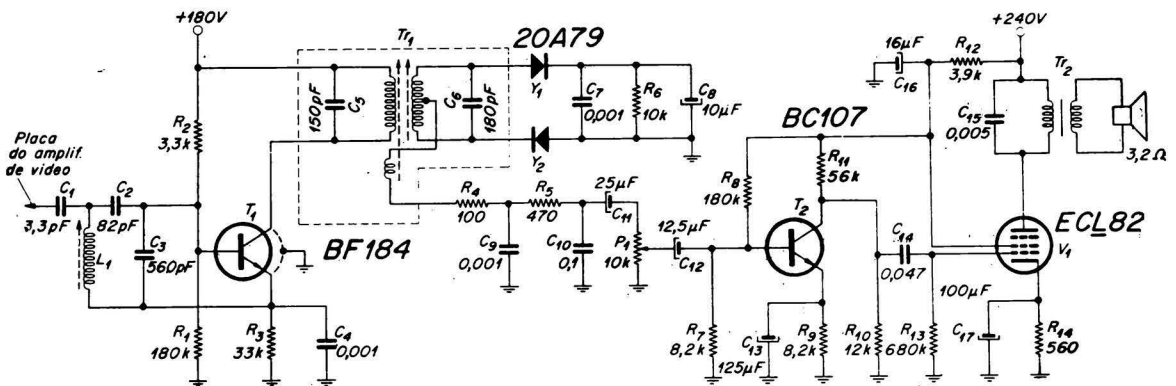 +180V
Tr₁
20A79
16µF
C₁₆
R₁₂
3,9k
+240V
Tr₂
150pF
C₅
C₆
180pF
Y₁
Y₂
C₇
0,001
R₆
10k
C₈
10µF
C₁₅
0,005
3,2Ω
R₂
3,3k
Placa
do amplif.
de video
C₁
3,3pF
C₂
82pF
C₃
560pF
L₁
T₁
BF184
R₄
100
R₅
470
25µF
C₁₁
C₉
0,001
C₁₀
0,1
P₁
10k
12,5µF
C₁₂
BC107
R₈
180k
R₁₁
56k
T₂
C₁₄
0,047
ECL82
V₁
R₁
180k
R₃
33k
C₄
0,001
R₇
8,2k
C₁₃
125µF
R₉
8,2k
R₁₀
12k
R₁₃
680k
100µF
C₁₇
R₁₄
560